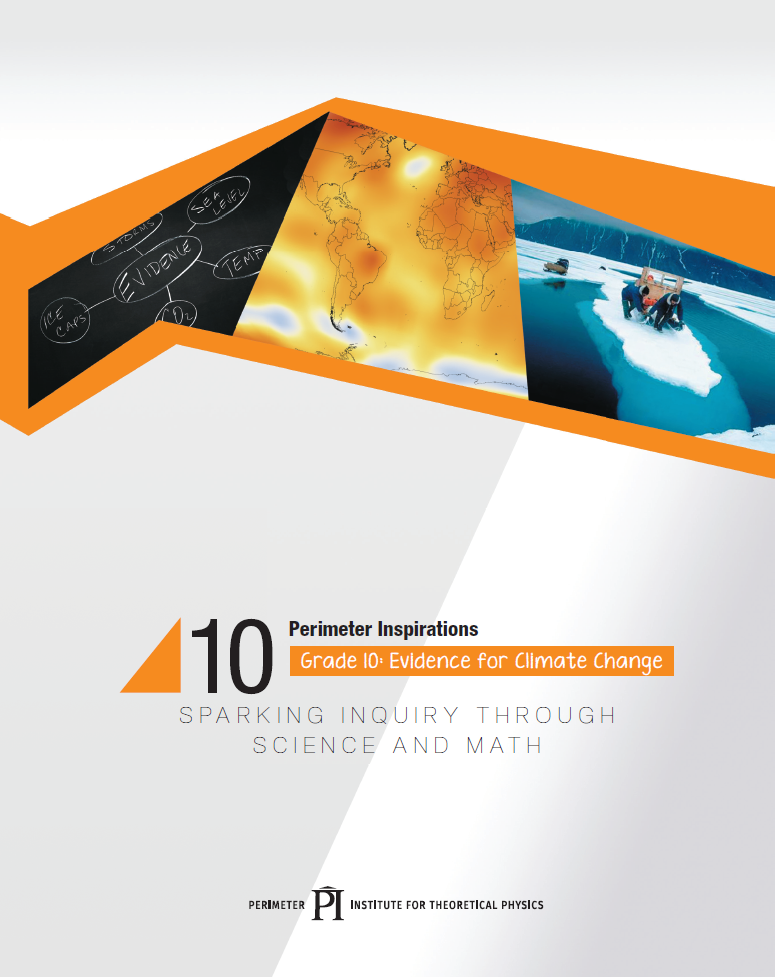 SEA
LEVEL
STORMS
EVIDENCE
TEMP
ICE
CAPS
CO₂
10
Perimeter Inspirations
Grade 10: Evidence for Climate Change
SPARKING INQUIRY THROUGH
SCIENCE AND MATH
PERIMETER PI INSTITUTE FOR THEORETICAL PHYSICS